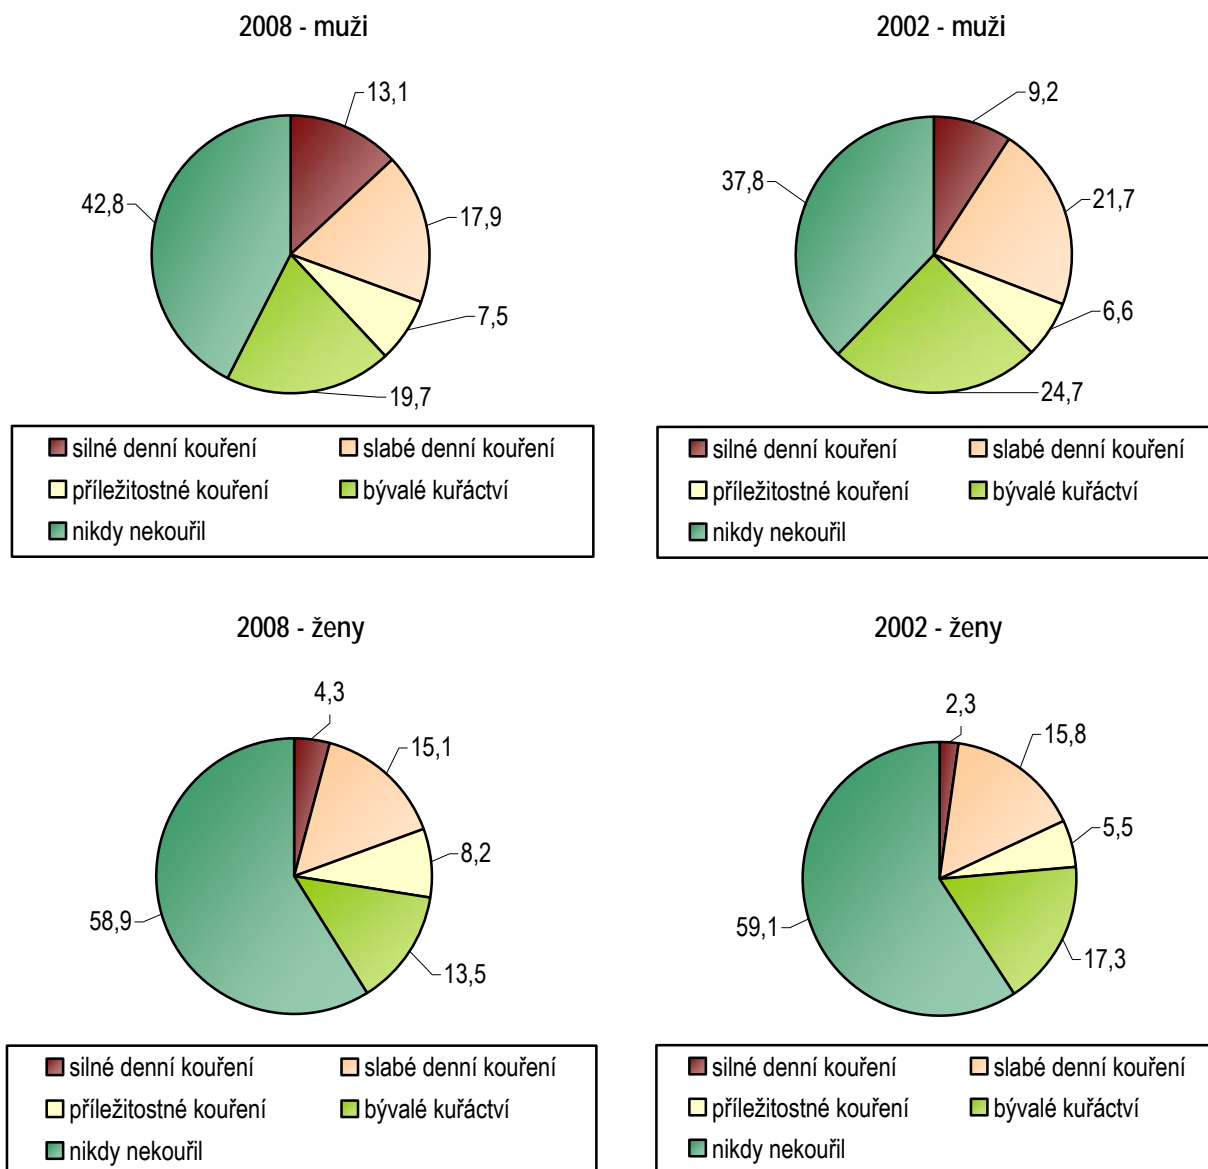 2008 - muži
13,1
17,9
7,5
19,7
42,8
silné denní kouření
slabé denní kouření
příležitostné kouření
bývalé kuřáctví
nikdy nekouřil
2002 - muži
9,2
21,7
6,6
24,7
37,8
silné denní kouření
slabé denní kouření
příležitostné kouření
bývalé kuřáctví
nikdy nekouřil
2008 - ženy
4,3
15,1
8,2
13,5
58,9
silné denní kouření
slabé denní kouření
příležitostné kouření
bývalé kuřáctví
nikdy nekouřil
2002 - ženy
2,3
15,8
5,5
17,3
59,1
silné denní kouření
slabé denní kouření
příležitostné kouření
bývalé kuřáctví
nikdy nekouřil